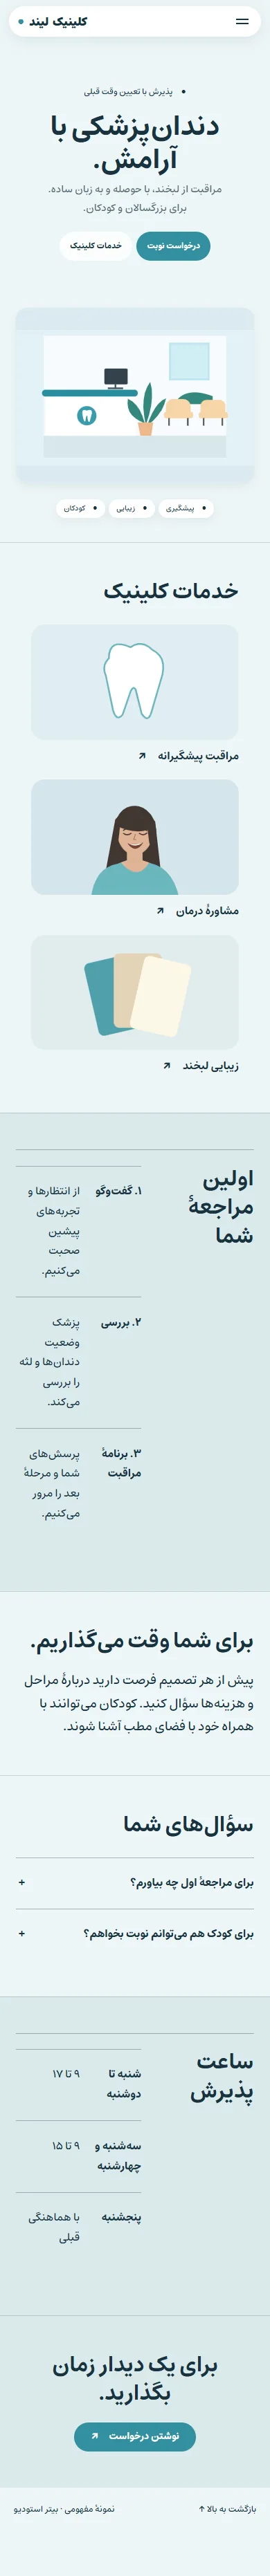 کلینیک لیند
پذیرش با تعیین وقت قبلی
دندان‌پزشکی با
آرامش.
مراقبت از لبخند، با حوصله و به زبان ساده.
برای بزرگسالان و کودکان.
درخواست نوبت
خدمات کلینیک
پیشگیری
زیبایی
کودکان
خدمات کلینیک
مراقبت پیشگیرانه ↗
مشاورهٔ درمان ↗
زیبایی لبخند ↗
اولین
مراجعهٔ
شما
۱. گفت‌وگو
از انتظارها و
تجربه‌های
پیشین
صحبت
می‌کنیم.
۲. بررسی
پزشک
وضعیت
دندان‌ها و لثه
را بررسی
می‌کند.
۳. برنامهٔ
مراقبت
پرسش‌های
شما و مرحلهٔ
بعد را مرور
می‌کنیم.
برای شما وقت می‌گذاریم.
پیش از هر تصمیم فرصت دارید دربارهٔ مراحل
و هزینه‌ها سؤال کنید. کودکان می‌توانند با
همراه خود با فضای مطب آشنا شوند.
سؤال‌های شما
برای مراجعهٔ اول چه بیاورم؟ +
برای کودک هم می‌توانم نوبت بخواهم؟ +
ساعت
پذیرش
شنبه تا
دوشنبه
۹ تا ۱۷
سه‌شنبه و
چهارشنبه
۹ تا ۱۵
پنجشنبه
با هماهنگی
قبلی
برای یک دیدار زمان
بگذارید.
نوشتن درخواست ↗
بازگشت به بالا ↑
نمونهٔ مفهومی · بیتر استودیو